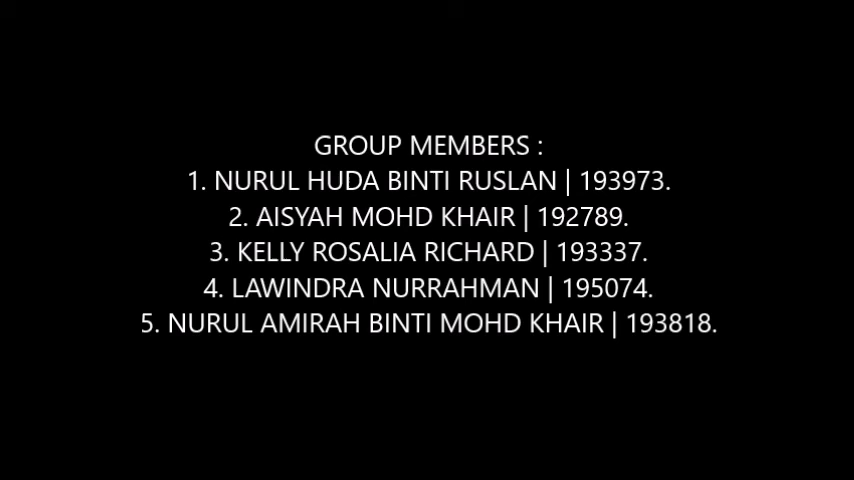 GROUP MEMBERS :
1. NURUL HUDA BINTI RUSLAN | 193973.
2. AISYAH MOHD KHAIR | 192789.
3. KELLY ROSALIA RICHARD | 193337.
4. LAWINDRA NURRAHMAN | 195074.
5. NURUL AMIRAH BINTI MOHD KHAIR | 193818.